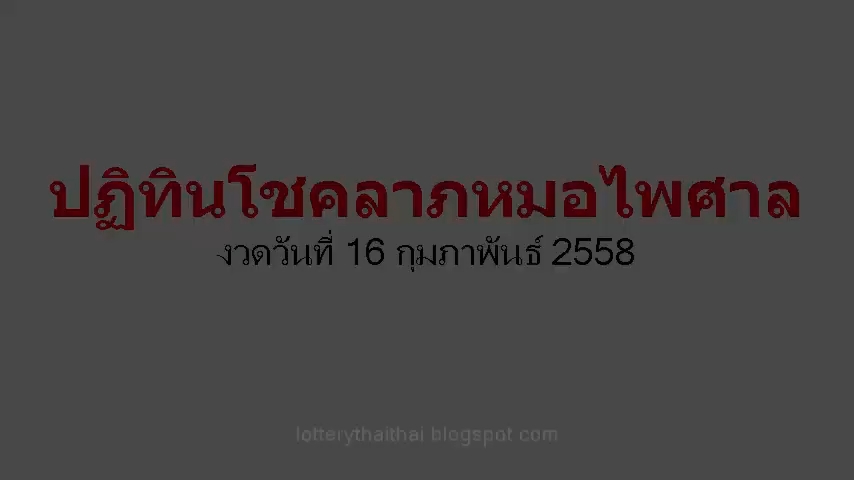 ปฏิทินโชคลาภหมอไพศาล
งวดวันที่ 16 กุมภาพันธ์ 2558
lotterythaithai blogspot com